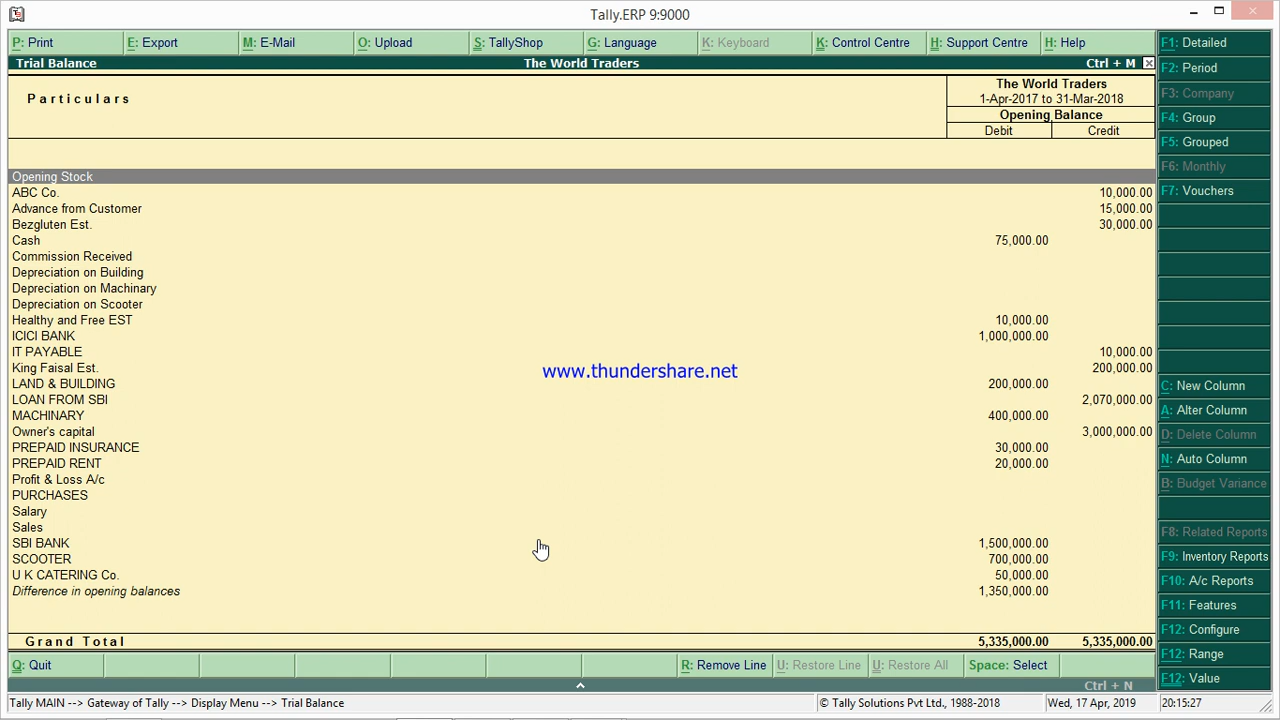 Tally.ERP 9:9000
P: Print E: Export M: E-Mail O: Upload S: TallyShop G: Language K: Keyboard K: Control Centre H: Support Centre H: Help
Trial Balance The World Traders Ctrl + M
Particulars
The World Traders
1-Apr-2017 to 31-Mar-2018
Opening Balance
Debit Credit
Opening Stock
ABC Co. 10,000.00
Advance from Customer 15,000.00
Bezgluten Est. 30,000.00
Cash 75,000.00
Commission Received
Depreciation on Building
Depreciation on Machinary
Depreciation on Scooter
Healthy and Free EST 10,000.00
ICICI BANK 1,000,000.00
IT PAYABLE 10,000.00
King Faisal Est. 200,000.00
LAND & BUILDING 200,000.00
LOAN FROM SBI 2,070,000.00
MACHINARY 400,000.00
Owner's capital 3,000,000.00
PREPAID INSURANCE 30,000.00
PREPAID RENT 20,000.00
Profit & Loss A/c
PURCHASES
Salary
Sales
SBI BANK 1,500,000.00
SCOOTER 700,000.00
U K CATERING Co. 50,000.00
Difference in opening balances 1,350,000.00
Grand Total 5,335,000.00 5,335,000.00
www.thundershare.net
Q: Quit R: Remove Line U: Restore Line U: Restore All Space: Select
Ctrl + N
Tally MAIN --> Gateway of Tally --> Display Menu --> Trial Balance © Tally Solutions Pvt Ltd., 1988-2018 Wed, 17 Apr, 2019 20:15:27
F1: Detailed
F2: Period
F3: Company
F4: Group
F5: Grouped
F6: Monthly
F7: Vouchers
C: New Column
A: Alter Column
D: Delete Column
N: Auto Column
B: Budget Variance
F8: Related Reports
F9: Inventory Reports
F10: A/c Reports
F11: Features
F12: Configure
F12: Range
F12: Value